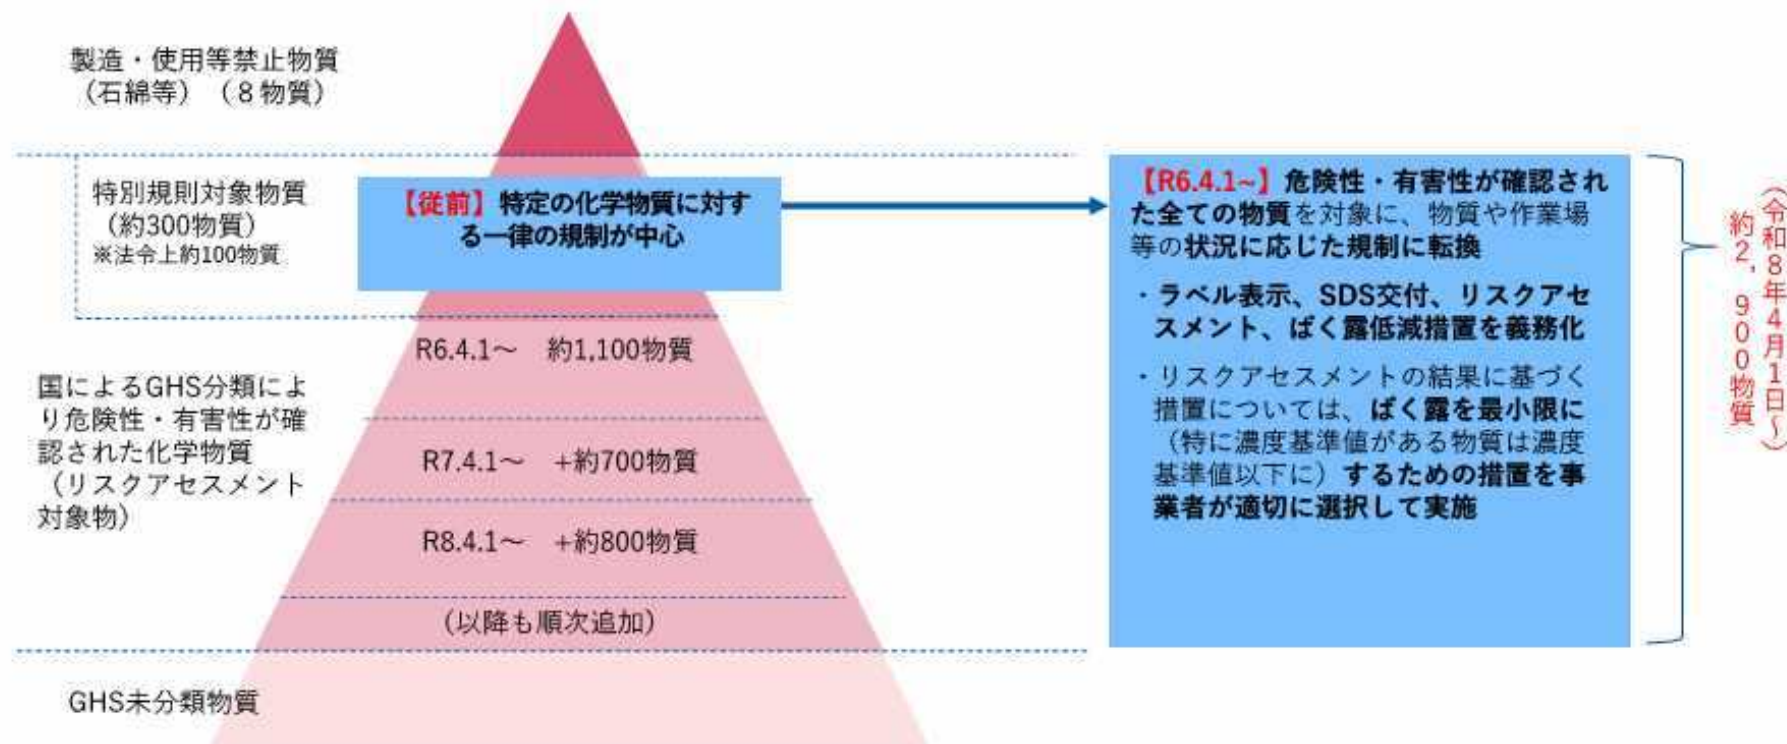 製造・使用等禁止物質
（石綿等）（８物質）
特別規則対象物質
（約300物質）
※法令上約100物質
【従前】特定の化学物質に対す
る一律の規制が中心
国によるGHS分類によ
り危険性・有害性が確
認された化学物質
（リスクアセスメント
対象物）
R6.4.1～　約1,100物質
R7.4.1～　+約700物質
R8.4.1～　+約800物質
（以降も順次追加）
GHS未分類物質
【R6.4.1~】危険性・有害性が確認され
た全ての物質を対象に、物質や作業場
等の状況に応じた規制に転換
・ラベル表示、SDS交付、リスクアセ
スメント、ばく露低減措置を義務化
・リスクアセスメントの結果に基づく
措置については、ばく露を最小限に
（特に濃度基準値がある物質は濃度
基準値以下に）するための措置を事
業者が適切に選択して実施
（令和８年４月１日～）
約２，９００物質